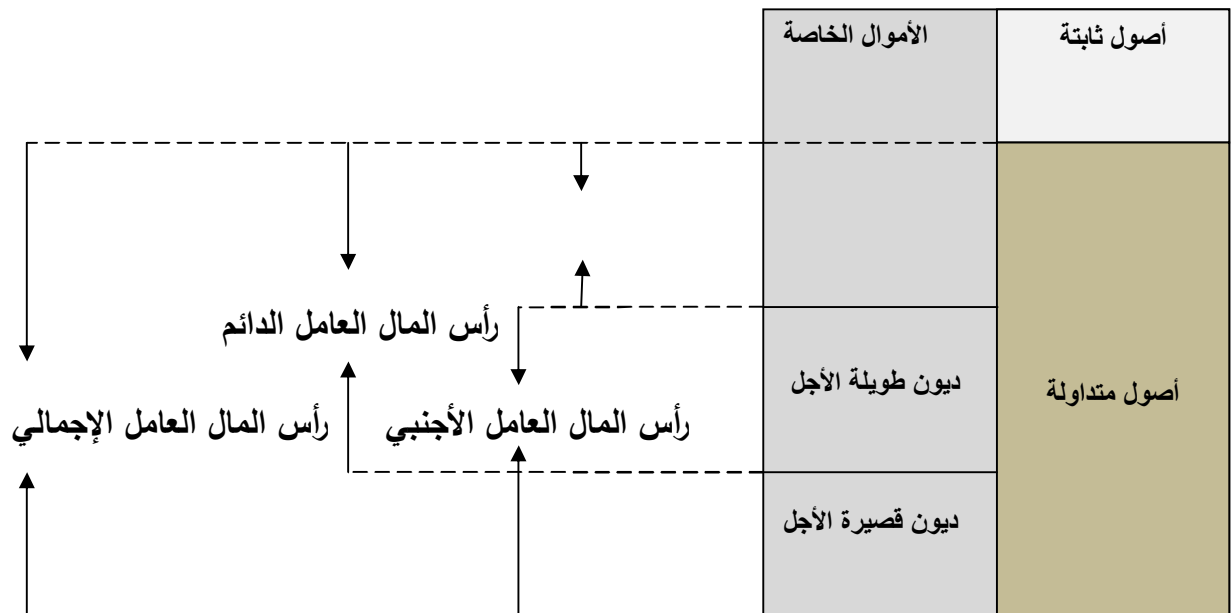 أصول ثابتة
الأموال الخاصة
رأس المال العامل الدائم
أصول متداولة
ديون طويلة الأجل
رأس المال العامل الأجنبي
رأس المال العامل الإجمالي
ديون قصيرة الأجل